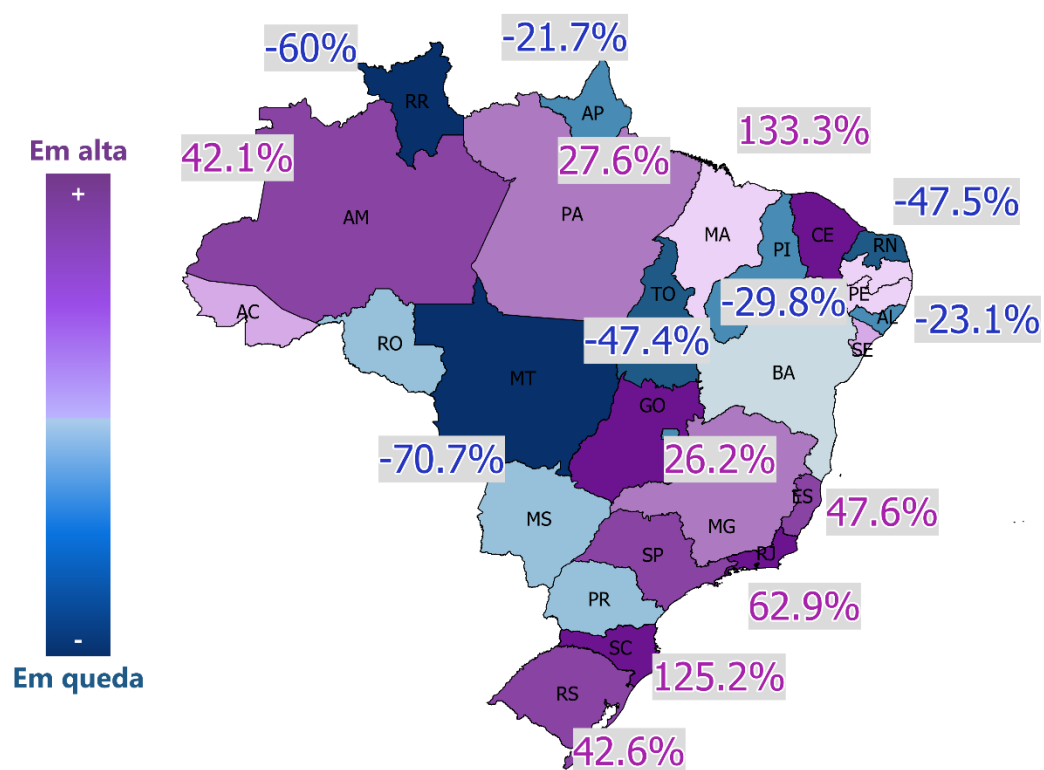 -60%
-21.7%
RR
AP
133.3%
Em alta
42.1%
27.6%
+
-47.5%
AM
PA
MA
PI
CE
RN
AC
TO
-29.8%
PE
AL
-23.1%
RO
-47.4%
SE
MT
BA
GO
-70.7%
26.2%
ES
47.6%
MS
MG
SP
RJ
PR
62.9%
-
SC
Em queda
125.2%
RS
42.6%